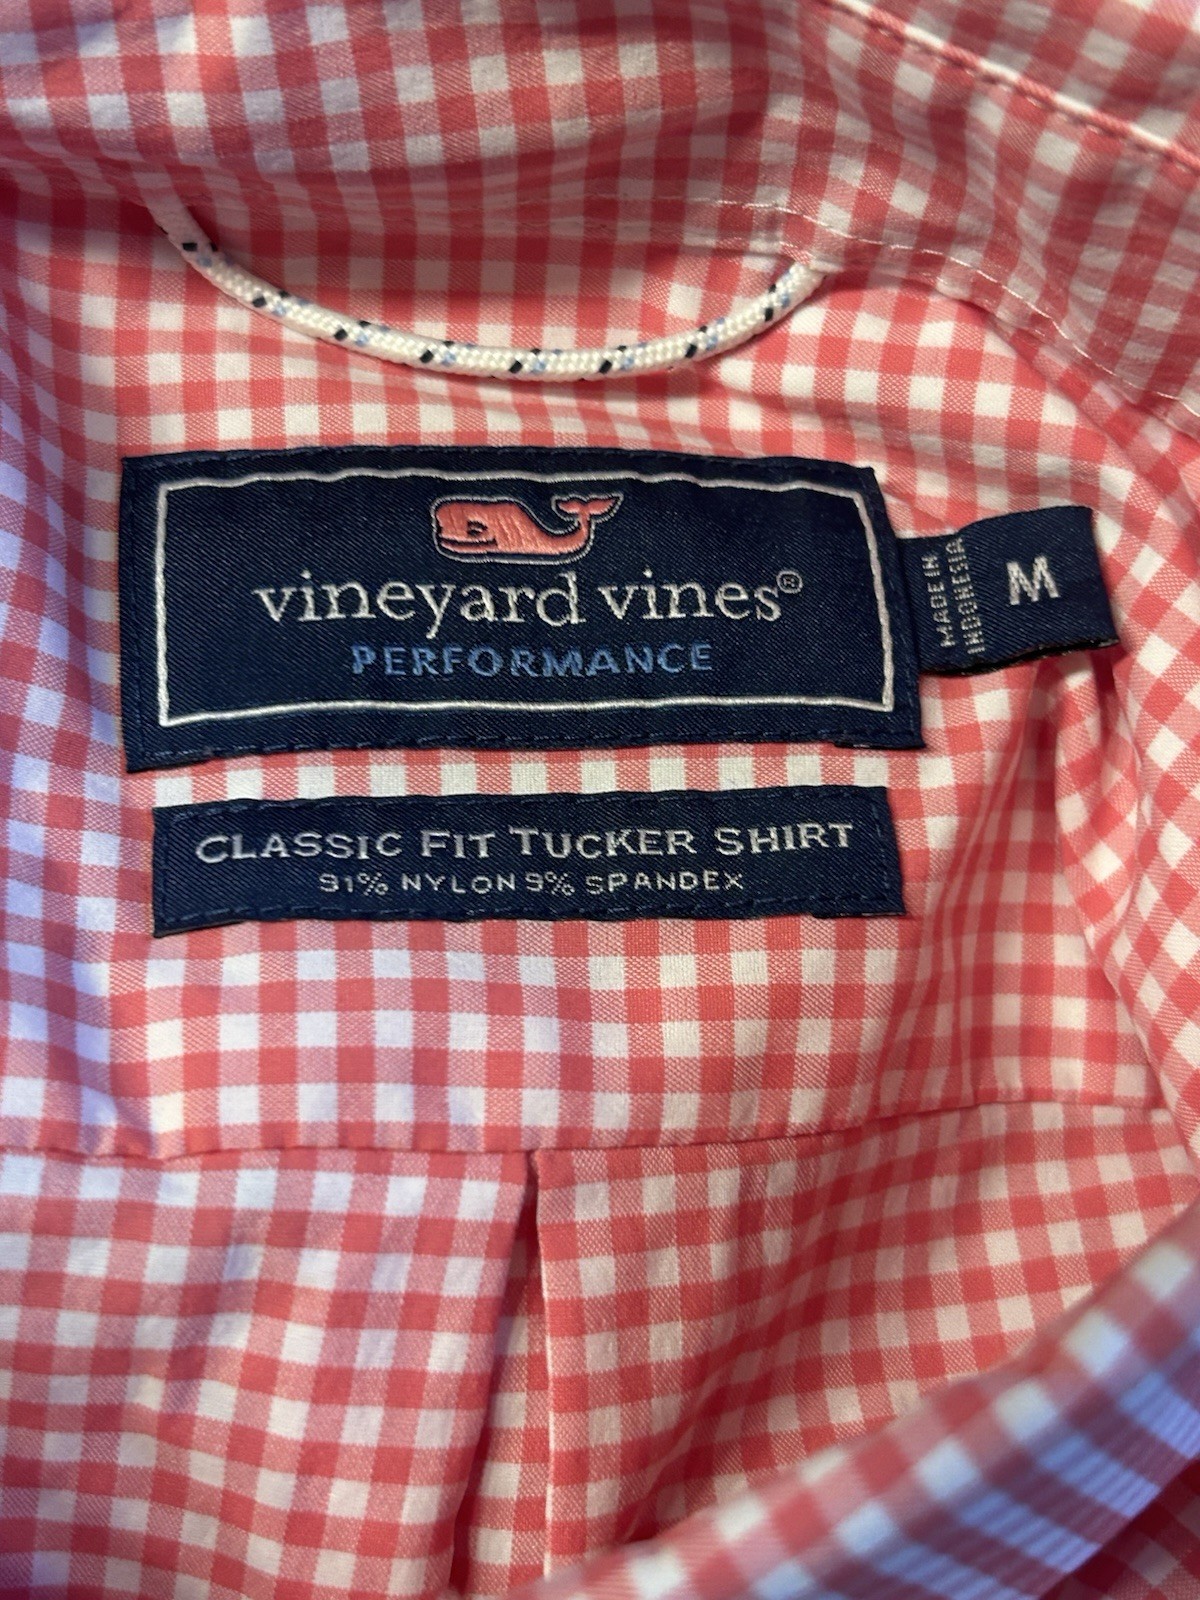 vineyard vines®
PERFORMANCE
MADE IN
INDONESIA
M
CLASSIC FIT TUCKER SHIRT
91% NYLON 9% SPANDEX